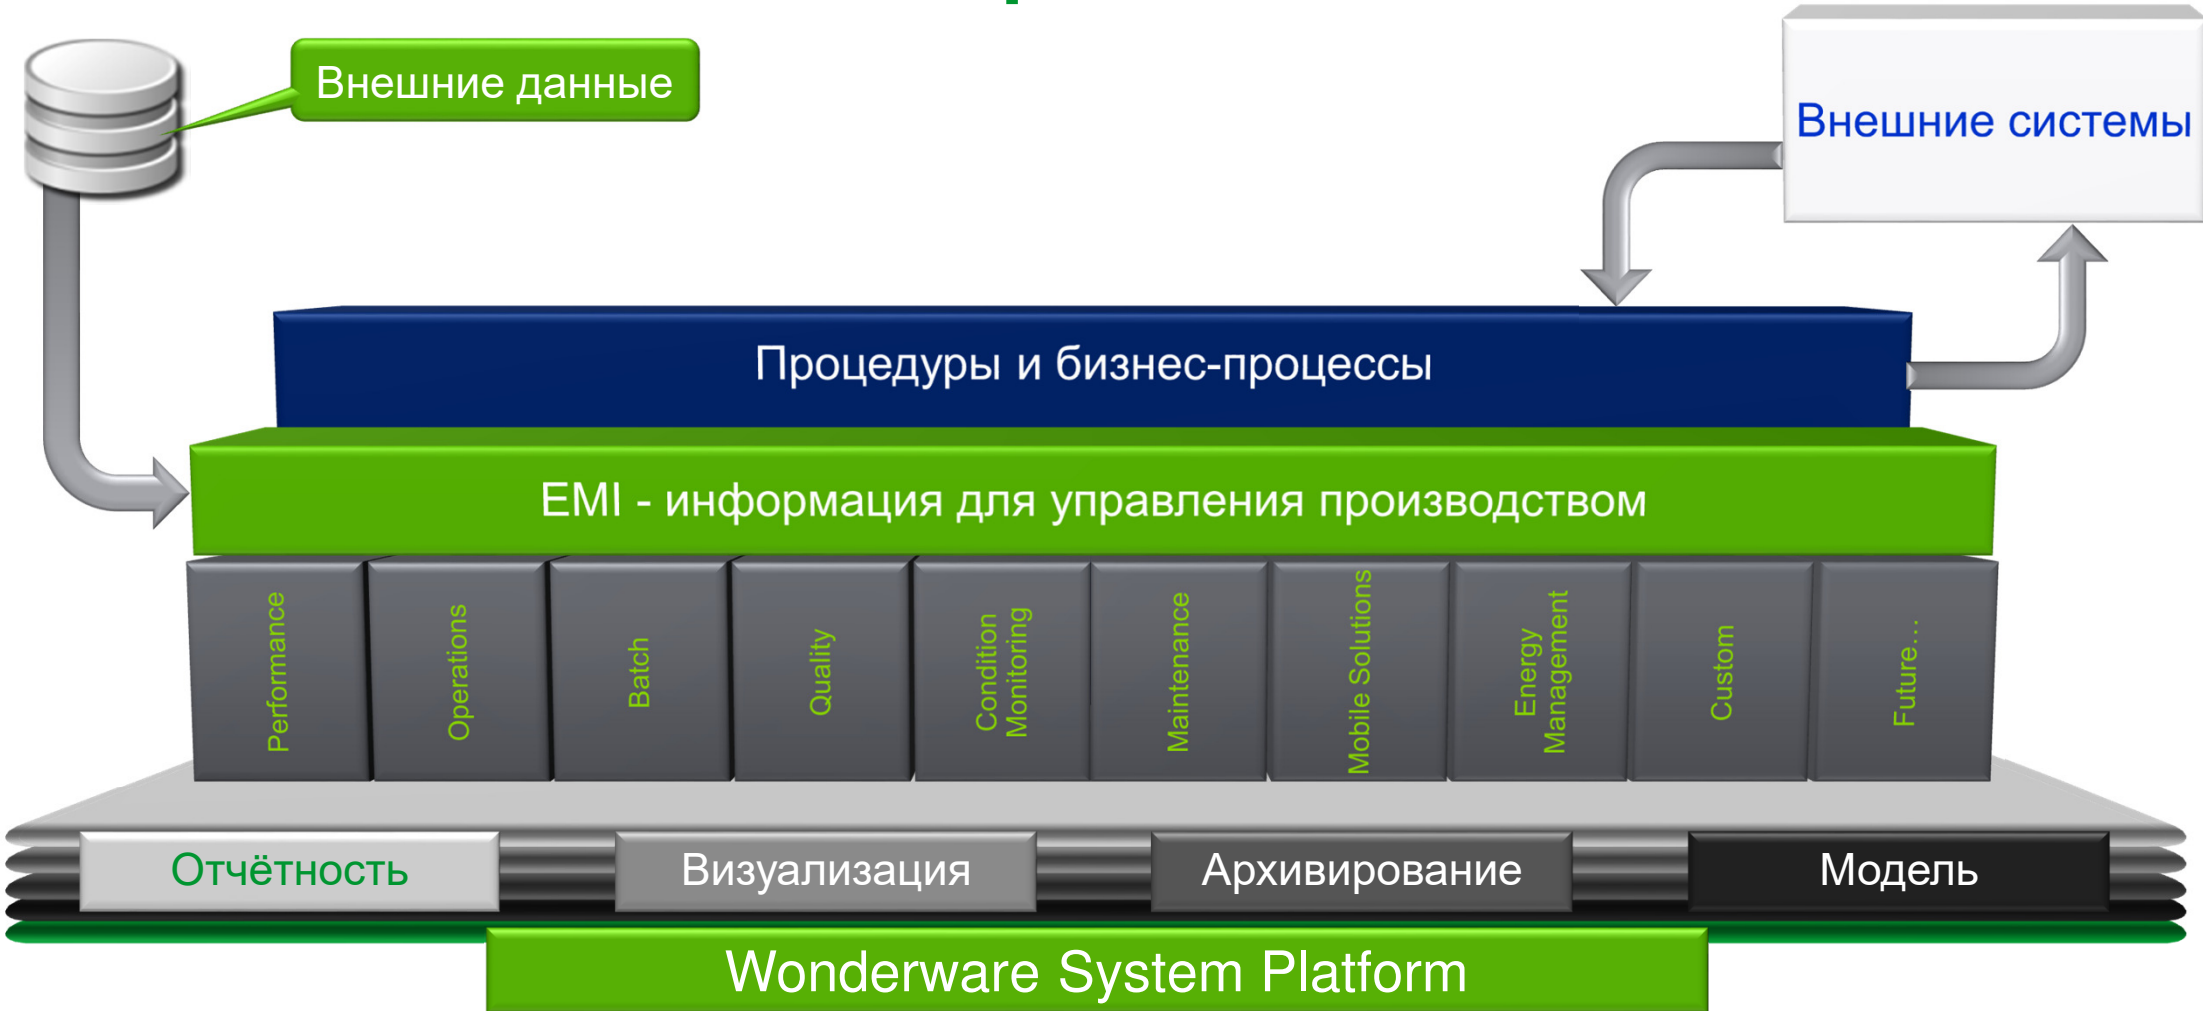 Внешние данные
Внешние системы
Процедуры и бизнес-процессы
EMI - информация для управления производством
Performance
Operations
Batch
Quality
Condition
Monitoring
Maintenance
Mobile Solutions
Energy
Management
Custom
Future...
Отчётность
Визуализация
Архивирование
Модель
Wonderware System Platform